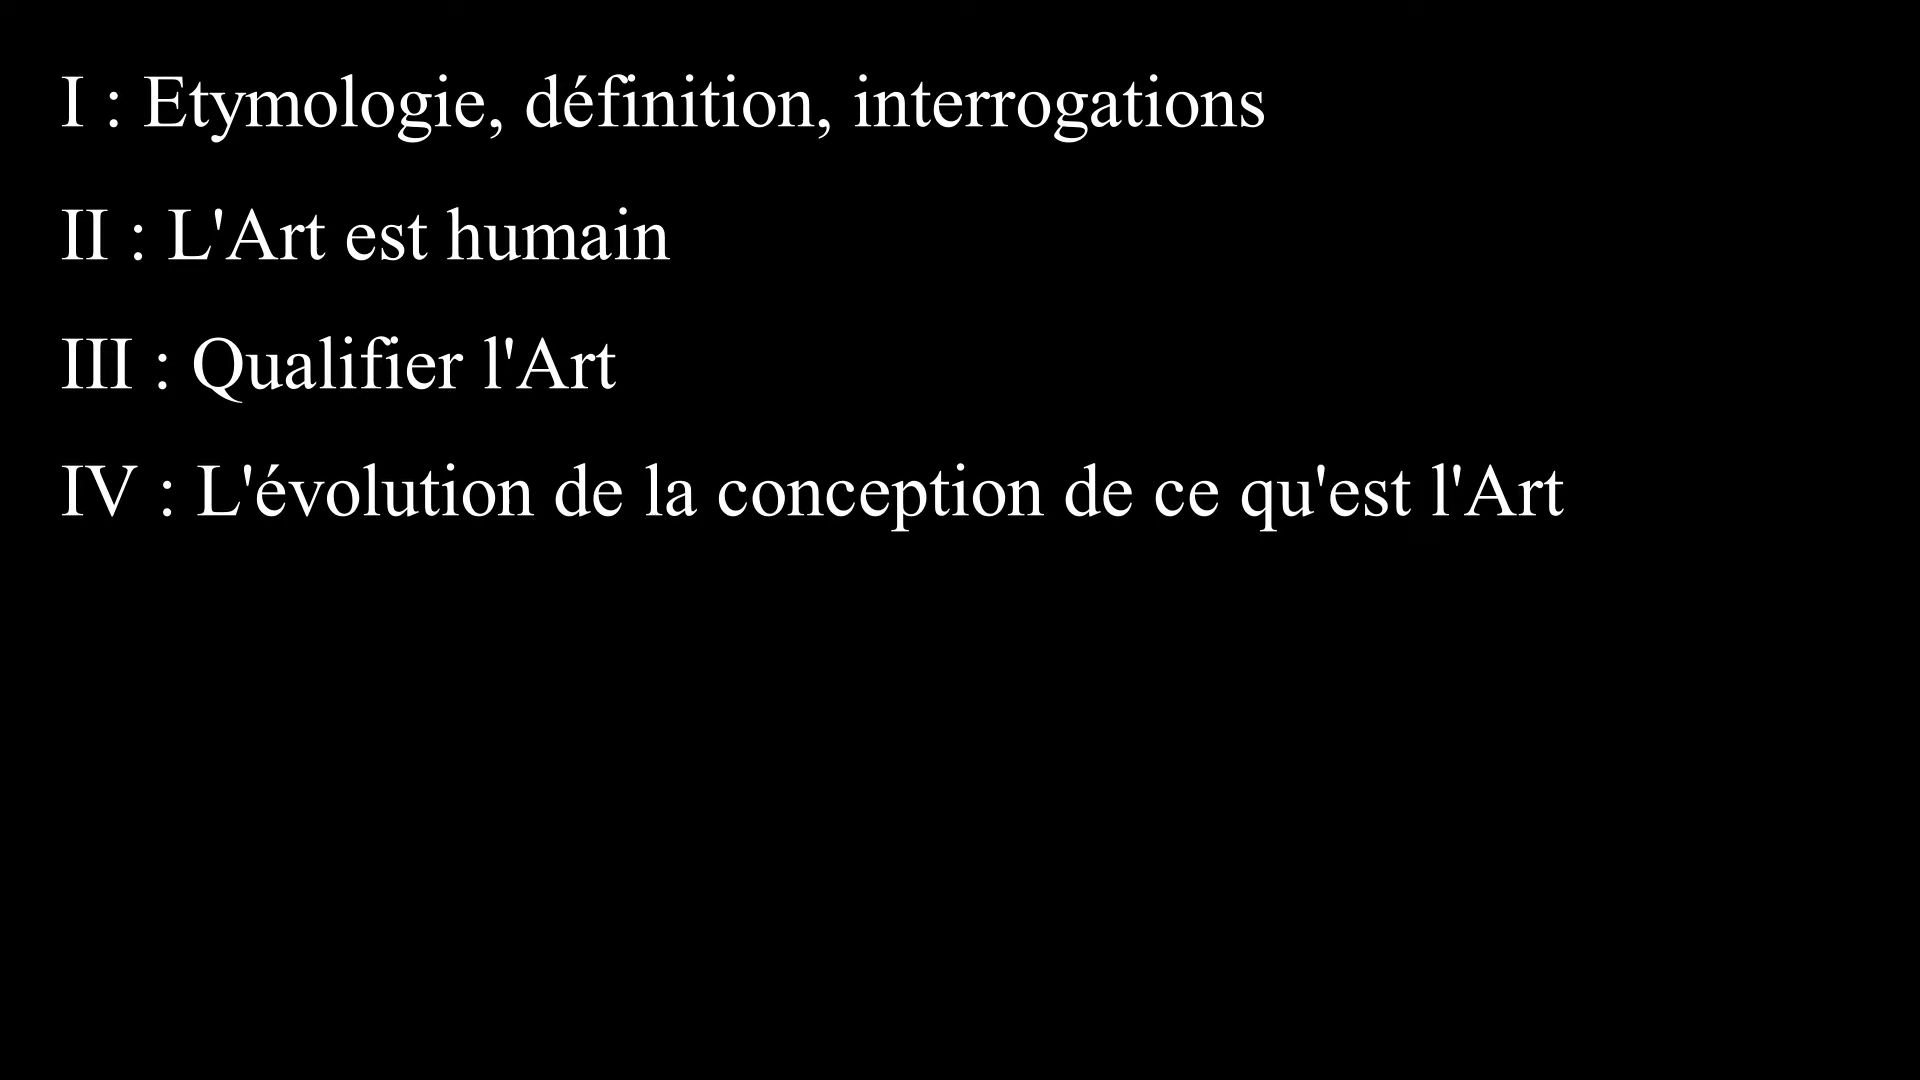 I : Etymologie, définition, interrogations
II : L'Art est humain
III : Qualifier l'Art
IV : L'évolution de la conception de ce qu'est l'Art